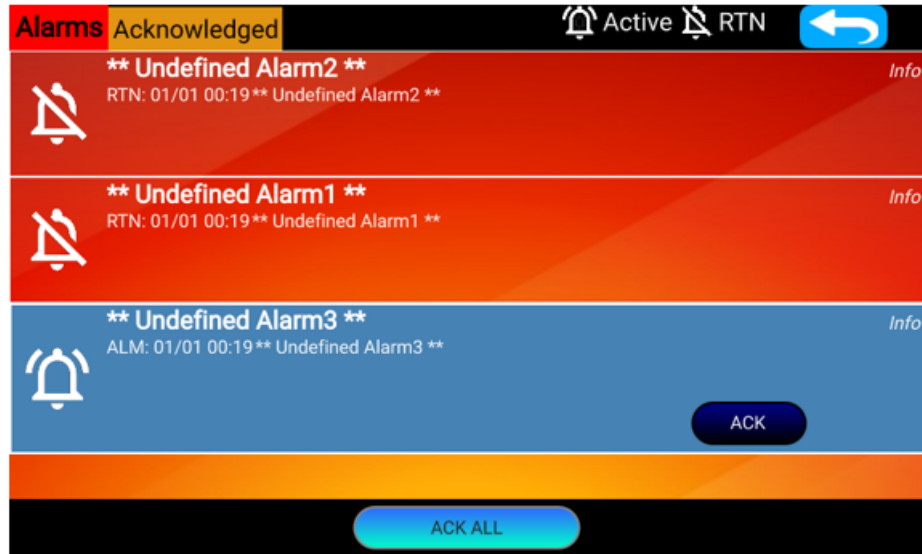 Alarms Acknowledged Active RTN
** Undefined Alarm2 ** Info
RTN: 01/01 00:19** Undefined Alarm2 **
** Undefined Alarm1 ** Info
RTN: 01/01 00:19** Undefined Alarm1 **
** Undefined Alarm3 ** Info
ALM: 01/01 00:19** Undefined Alarm3 **
ACK
ACK ALL